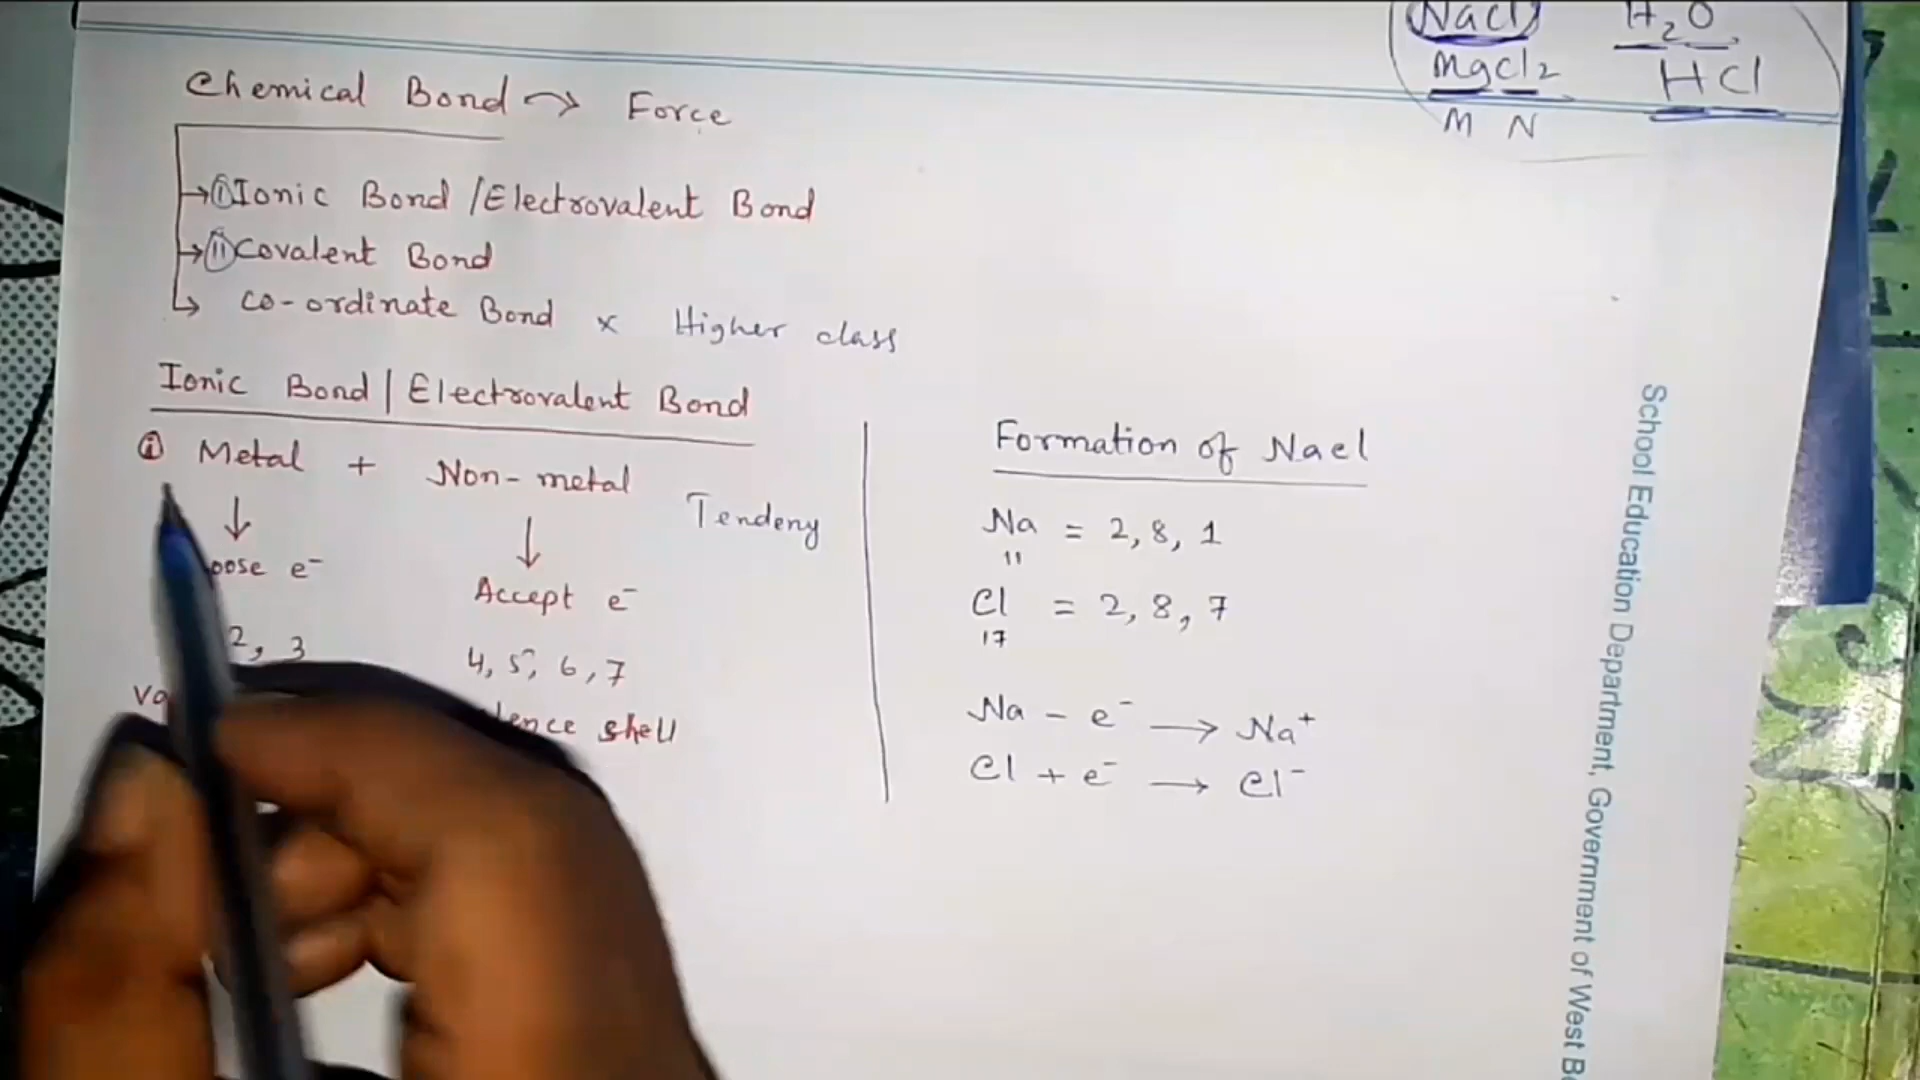 NaCl H2O
MgCl2 HCl
M N
Chemical Bond → Force
→ (i) Ionic Bond / Electrovalent Bond
→ (ii) Covalent Bond
↳ co-ordinate Bond × Higher class
Ionic Bond | Electrovalent Bond
(i) Metal + Non-metal
↓ ↓
oose e⁻ Accept e⁻
Tendeny
2, 3 4, 5, 6, 7
shell
Formation of Nacl
Na = 2, 8, 1
11
Cl = 2, 8, 7
17
Na - e⁻ → Na⁺
Cl + e⁻ → Cl⁻
School Education Department, Government of West B